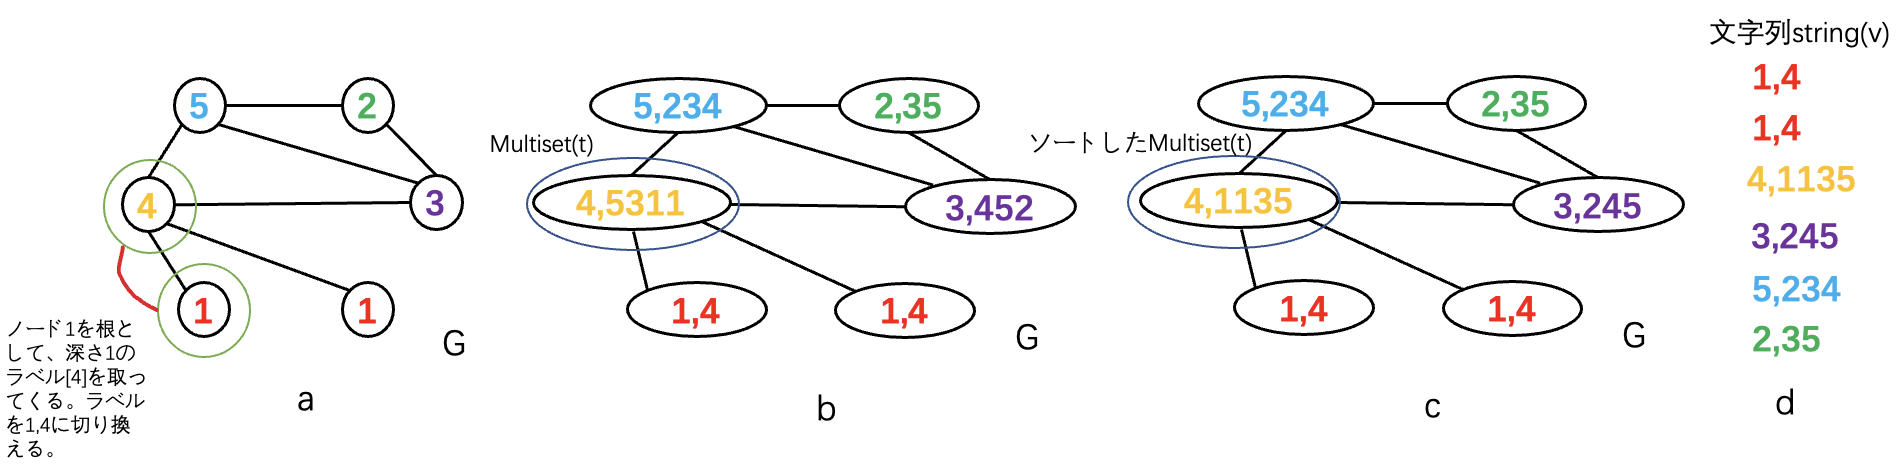 5
2
4
3
1
1
G
ノード1を根と
して、深さ1の
ラベル[4]を取っ
てくる。ラベル
を1,4に切り換
える。
a
Multiset(t)
5,234
2,35
4,5311
3,452
1,4
1,4
G
b
ソートしたMultiset(t)
5,234
2,35
4,1135
3,245
1,4
1,4
G
c
文字列string(v)
1,4
1,4
4,1135
3,245
5,234
2,35
d